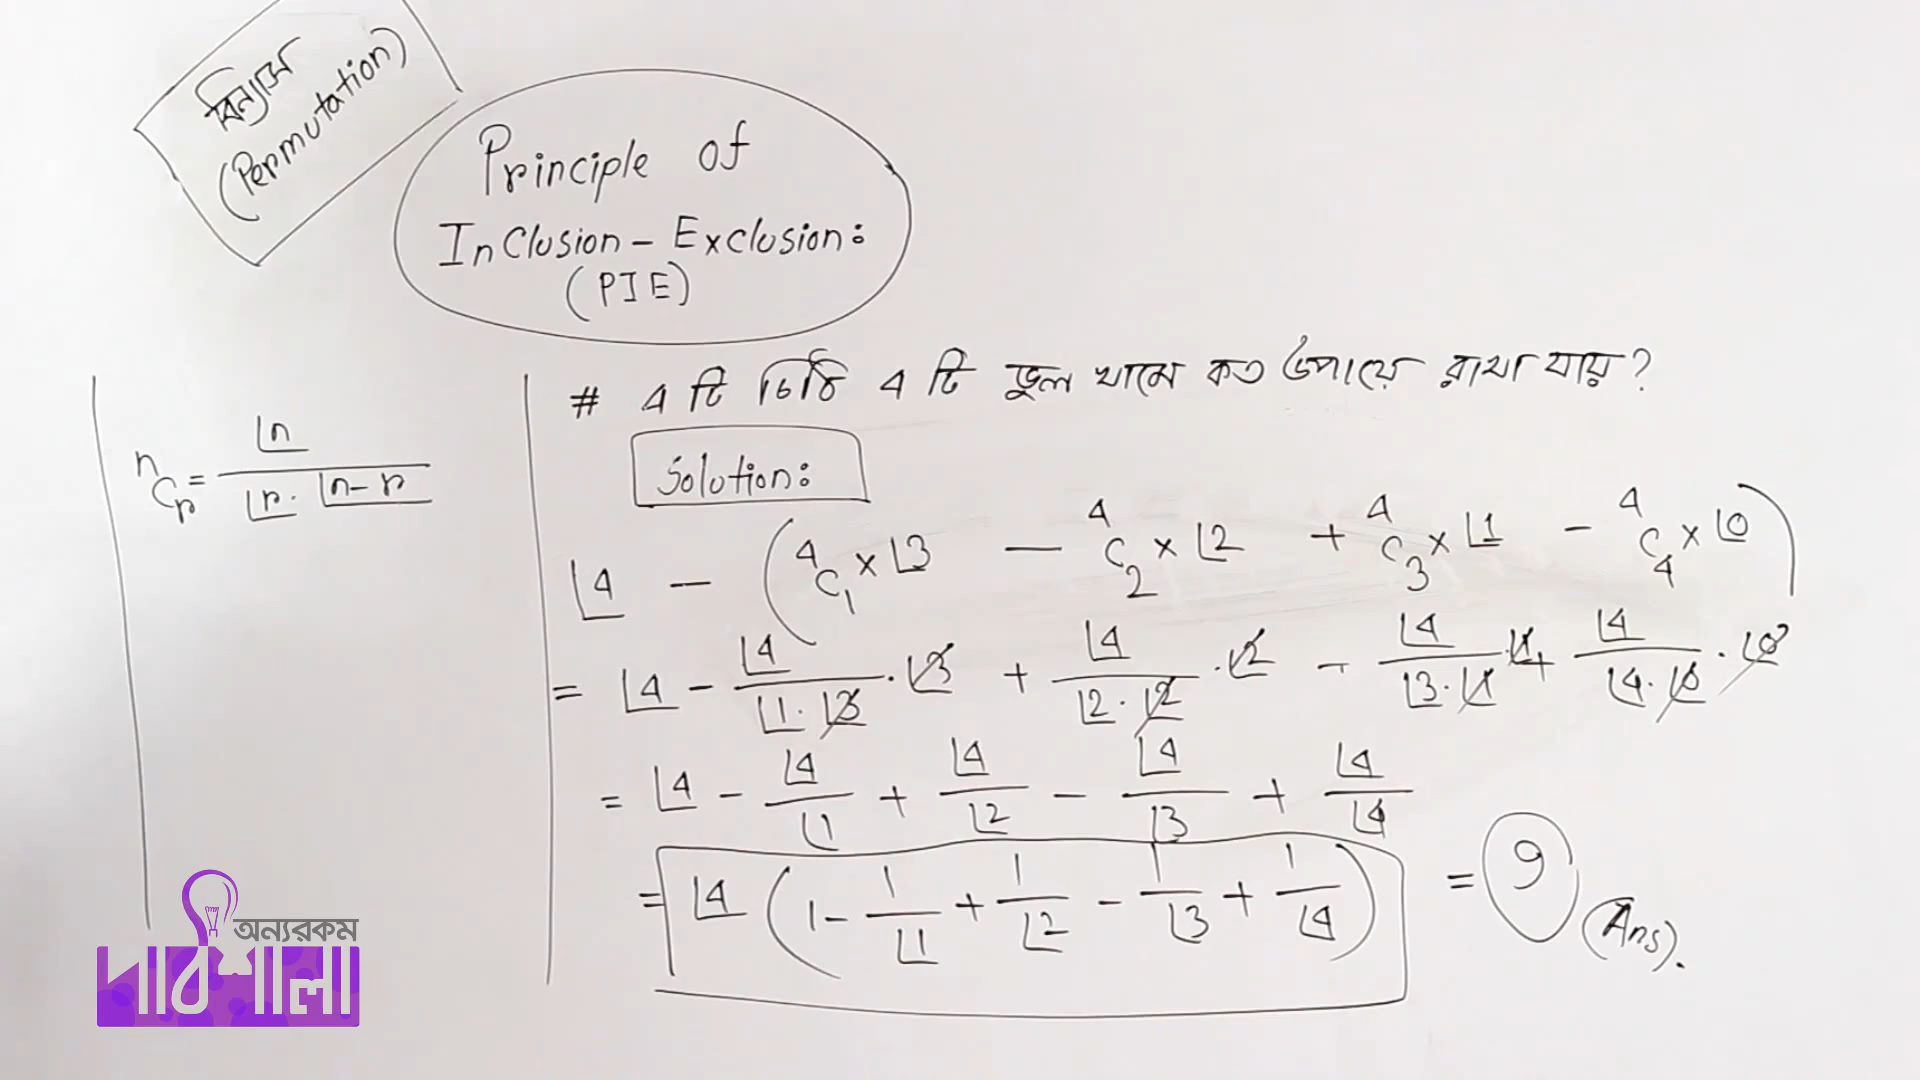 বিন্যাস
(Permutation)
Principle of
Inclusion - Exclusion:
(PIE)
ⁿCᵣ = ∟n / ∟r · ∟n-r
# 4 টি চিঠি 4 টি ভুল খামে কত উপায়ে রাখা যায়?
Solution:
∟4 - (⁴C₁ × ∟3 - ⁴C₂ × ∟2 + ⁴C₃ × ∟1 - ⁴C₄ × ∟0)
= ∟4 - ∟4 / ∟1 · ∟3 · ∟3 + ∟4 / ∟2 · ∟2 · ∟2 - ∟4 / ∟3 · ∟1 · ∟1 + ∟4 / ∟4 · ∟0 · ∟0
= ∟4 - ∟4 / ∟1 + ∟4 / ∟2 - ∟4 / ∟3 + ∟4 / ∟4
= ∟4 (1 - 1 / ∟1 + 1 / ∟2 - 1 / ∟3 + 1 / ∟4) = 9 (Ans).
অন্যরকম
পাঠশালা